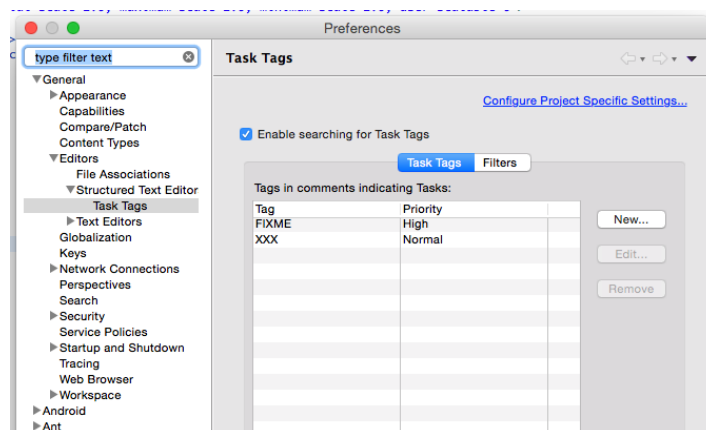 Preferences
type filter text
General
Appearance
Capabilities
Compare/Patch
Content Types
Editors
File Associations
Structured Text Editor
Task Tags
Text Editors
Globalization
Keys
Network Connections
Perspectives
Search
Security
Service Policies
Startup and Shutdown
Tracing
Web Browser
Workspace
Android
Ant
Task Tags
Configure Project Specific Settings...
Enable searching for Task Tags
Task Tags Filters
Tags in comments indicating Tasks:
Tag Priority
FIXME High
XXX Normal
New...
Edit...
Remove